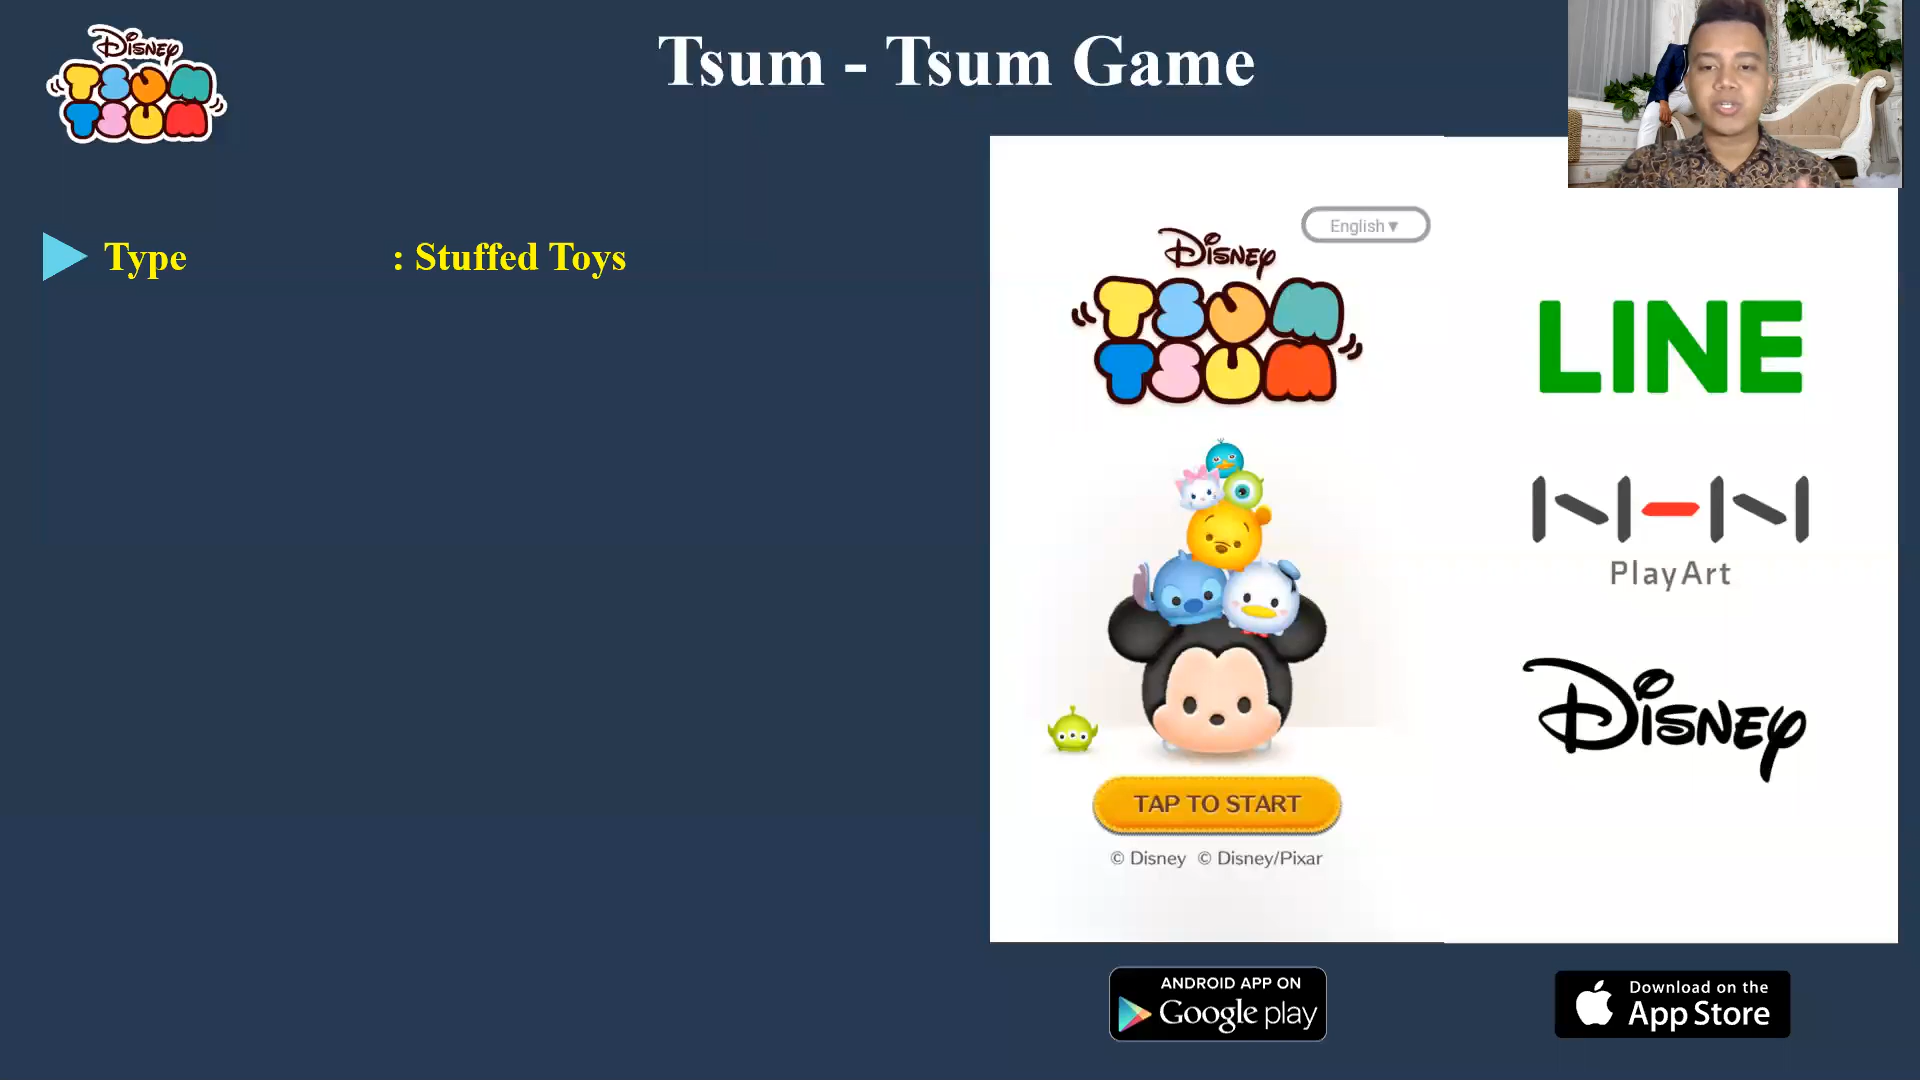 Disney
TSUM
TSUM
Tsum - Tsum Game
Type : Stuffed Toys
English▼
Disney
TSUM
TSUM
TAP TO START
© Disney © Disney/Pixar
LINE
NHN
PlayArt
Disney
ANDROID APP ON
Google play
Download on the
App Store